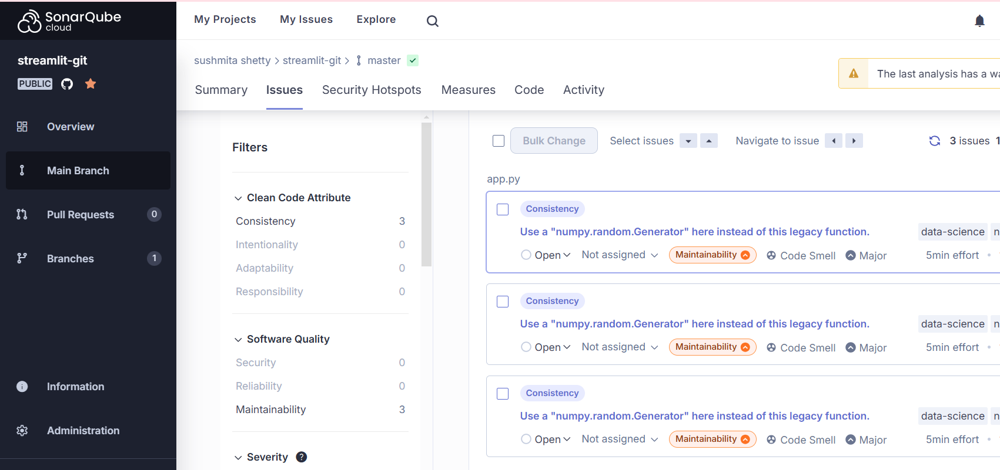 SonarQube
cloud
My Projects
My Issues
Explore
streamlit-git
PUBLIC
sushmita shetty > streamlit-git > master
The last analysis has a wa
Summary
Issues
Security Hotspots
Measures
Code
Activity
Overview
Main Branch
Pull Requests 0
Branches 1
Information
Administration
Filters
Clean Code Attribute
Consistency 3
Intentionality 0
Adaptability 0
Responsibility 0
Software Quality
Security 0
Reliability 0
Maintainability 3
Severity ?
Bulk Change
Select issues
Navigate to issue
3 issues 1
app.py
Consistency
Use a "numpy.random.Generator" here instead of this legacy function.
data-science n
Open Not assigned Maintainability Code Smell Major 5min effort •
Consistency
Use a "numpy.random.Generator" here instead of this legacy function.
data-science n
Open Not assigned Maintainability Code Smell Major 5min effort •
Consistency
Use a "numpy.random.Generator" here instead of this legacy function.
data-science n
Open Not assigned Maintainability Code Smell Major 5min effort •